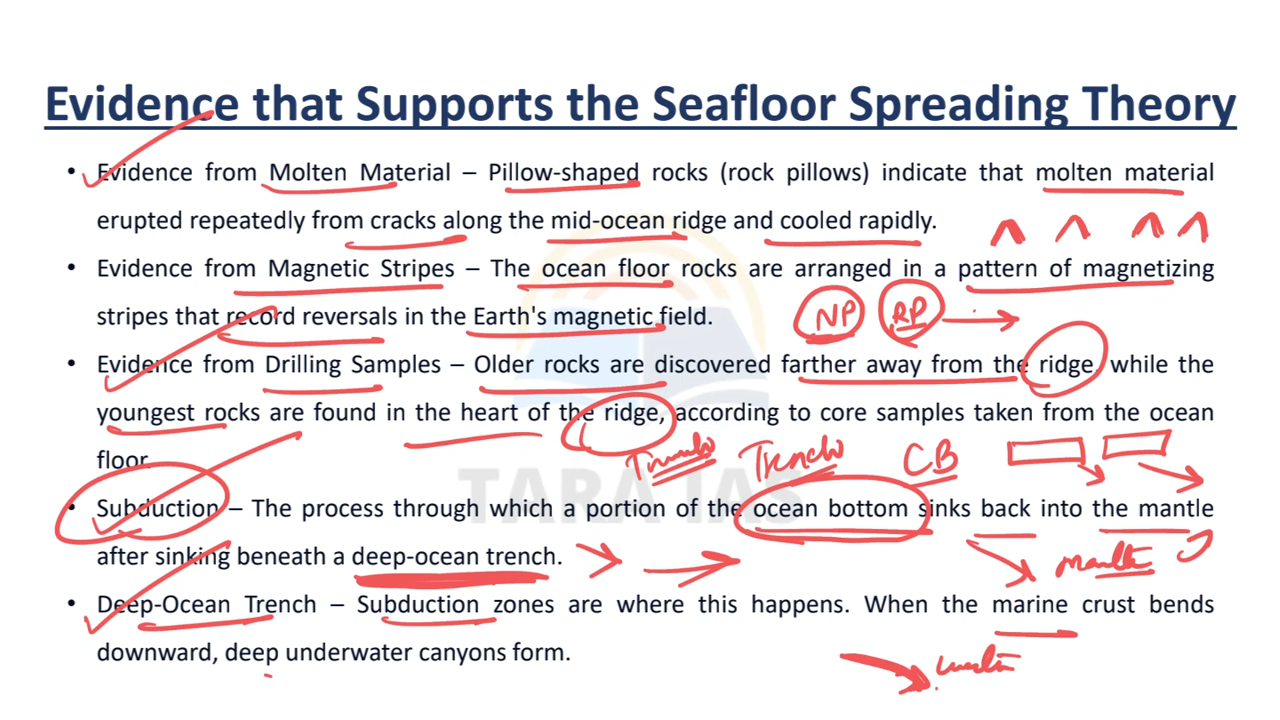 Evidence that Supports the Seafloor Spreading Theory
• Evidence from Molten Material – Pillow-shaped rocks (rock pillows) indicate that molten material
erupted repeatedly from cracks along the mid-ocean ridge and cooled rapidly.
• Evidence from Magnetic Stripes – The ocean floor rocks are arranged in a pattern of magnetizing
stripes that record reversals in the Earth's magnetic field.
NP RP
• Evidence from Drilling Samples – Older rocks are discovered farther away from the ridge, while the
youngest rocks are found in the heart of the ridge, according to core samples taken from the ocean
floor.
Trench CB
TARA IAS
• Subduction – The process through which a portion of the ocean bottom sinks back into the mantle
after sinking beneath a deep-ocean trench.
mantle
• Deep-Ocean Trench – Subduction zones are where this happens. When the marine crust bends
downward, deep underwater canyons form.